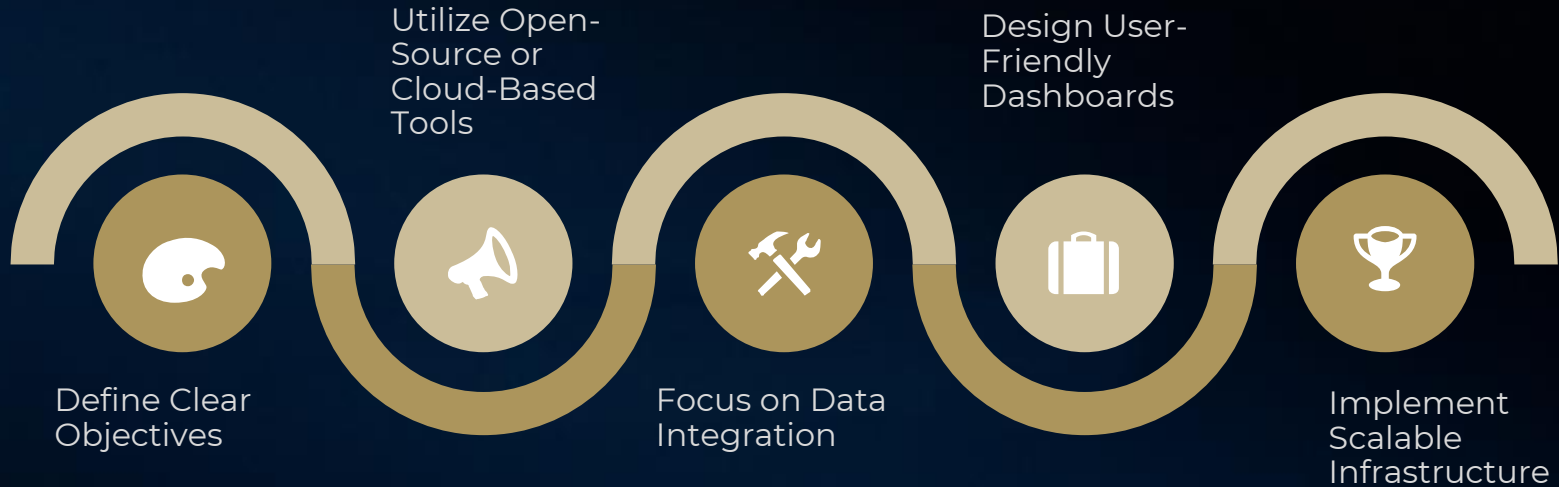 Define Clear
Objectives
Utilize Open-
Source or
Cloud-Based
Tools
Focus on Data
Integration
Design User-
Friendly
Dashboards
Implement
Scalable
Infrastructure